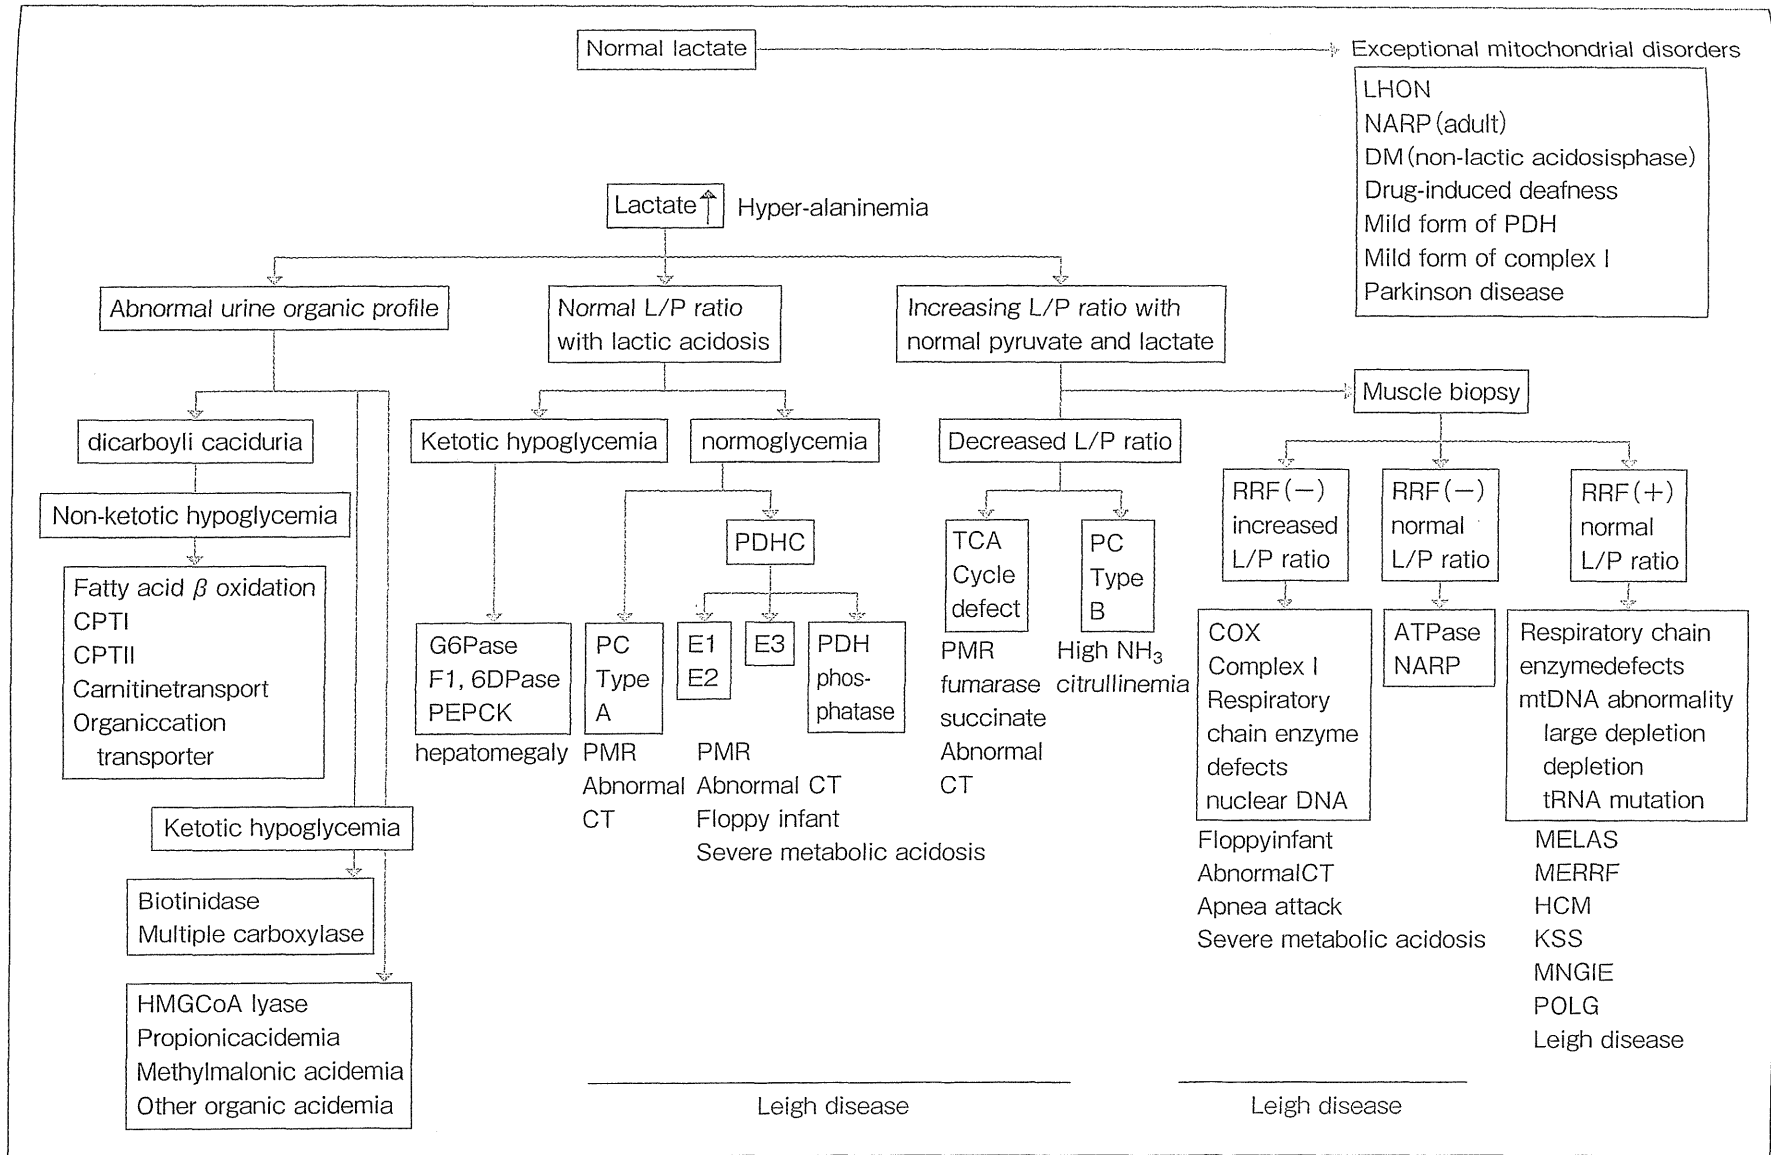 Normal lactate
Exceptional mitochondrial disorders
LHON
NARP (adult)
DM (non-lactic acidosisphase)
Drug-induced deafness
Mild form of PDH
Mild form of complex I
Parkinson disease
Lactate↑ Hyper-alaninemia
Abnormal urine organic profile
Normal L/P ratio
with lactic acidosis
Increasing L/P ratio with
normal pyruvate and lactate
Muscle biopsy
dicarboyli caciduria
Ketotic hypoglycemia
normoglycemia
Decreased L/P ratio
Non-ketotic hypoglycemia
Fatty acid β oxidation
CPTI
CPTII
Carnitinetransport
Organiccation
transporter
Ketotic hypoglycemia
Biotinidase
Multiple carboxylase
HMGCoA lyase
Propionicacidemia
Methylmalonic acidemia
Other organic acidemia
G6Pase
F1, 6DPase
PEPCK
hepatomegaly
PC
Type
A
PMR
Abnormal
CT
PDHC
E1
E2
E3
PDH
phos-
phatase
PMR
Abnormal CT
Floppy infant
Severe metabolic acidosis
TCA
Cycle
defect
PMR
fumarase
succinate
Abnormal
CT
PC
Type
B
High NH₃
citrullinemia
RRF (−)
increased
L/P ratio
COX
Complex I
Respiratory
chain enzyme
defects
nuclear DNA
Floppyinfant
AbnormalCT
Apnea attack
Severe metabolic acidosis
RRF (−)
normal
L/P ratio
ATPase
NARP
RRF (+)
normal
L/P ratio
Respiratory chain
enzymedefects
mtDNA abnormality
large depletion
depletion
tRNA mutation
MELAS
MERRF
HCM
KSS
MNGIE
POLG
Leigh disease
Leigh disease
Leigh disease